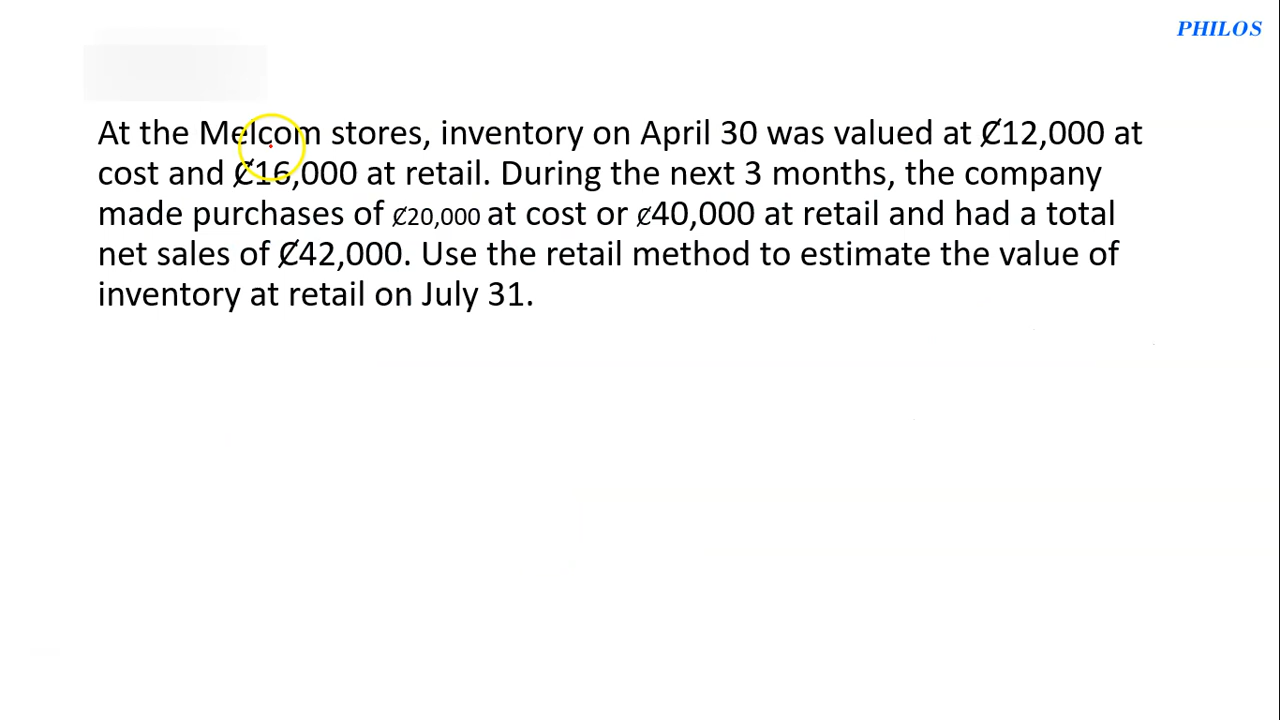 PHILOS
At the Melcom stores, inventory on April 30 was valued at ₵12,000 at
cost and ₵16,000 at retail. During the next 3 months, the company
made purchases of ₵20,000 at cost or ₵40,000 at retail and had a total
net sales of ₵42,000. Use the retail method to estimate the value of
inventory at retail on July 31.